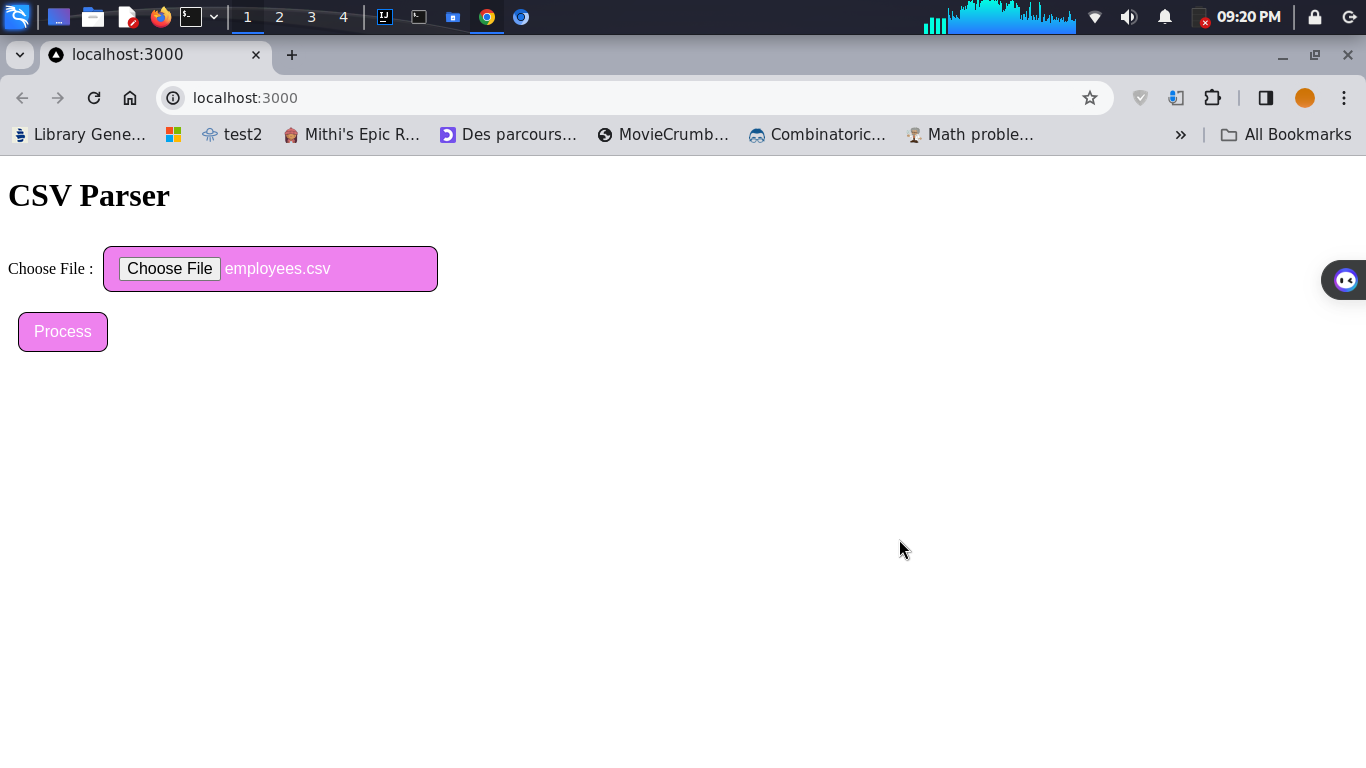 1 2 3 4 09:20 PM
localhost:3000
localhost:3000
Library Gene... test2 Mithi's Epic R... Des parcours... MovieCrumb... Combinatoric... Math proble... All Bookmarks
CSV Parser
Choose File : Choose File employees.csv
Process